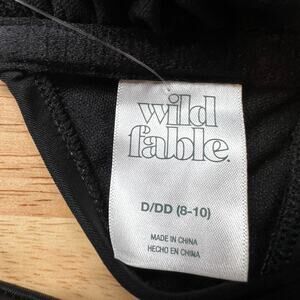 wild
fable.
D/DD (8-10)
MADE IN CHINA
HECHO EN CHINA